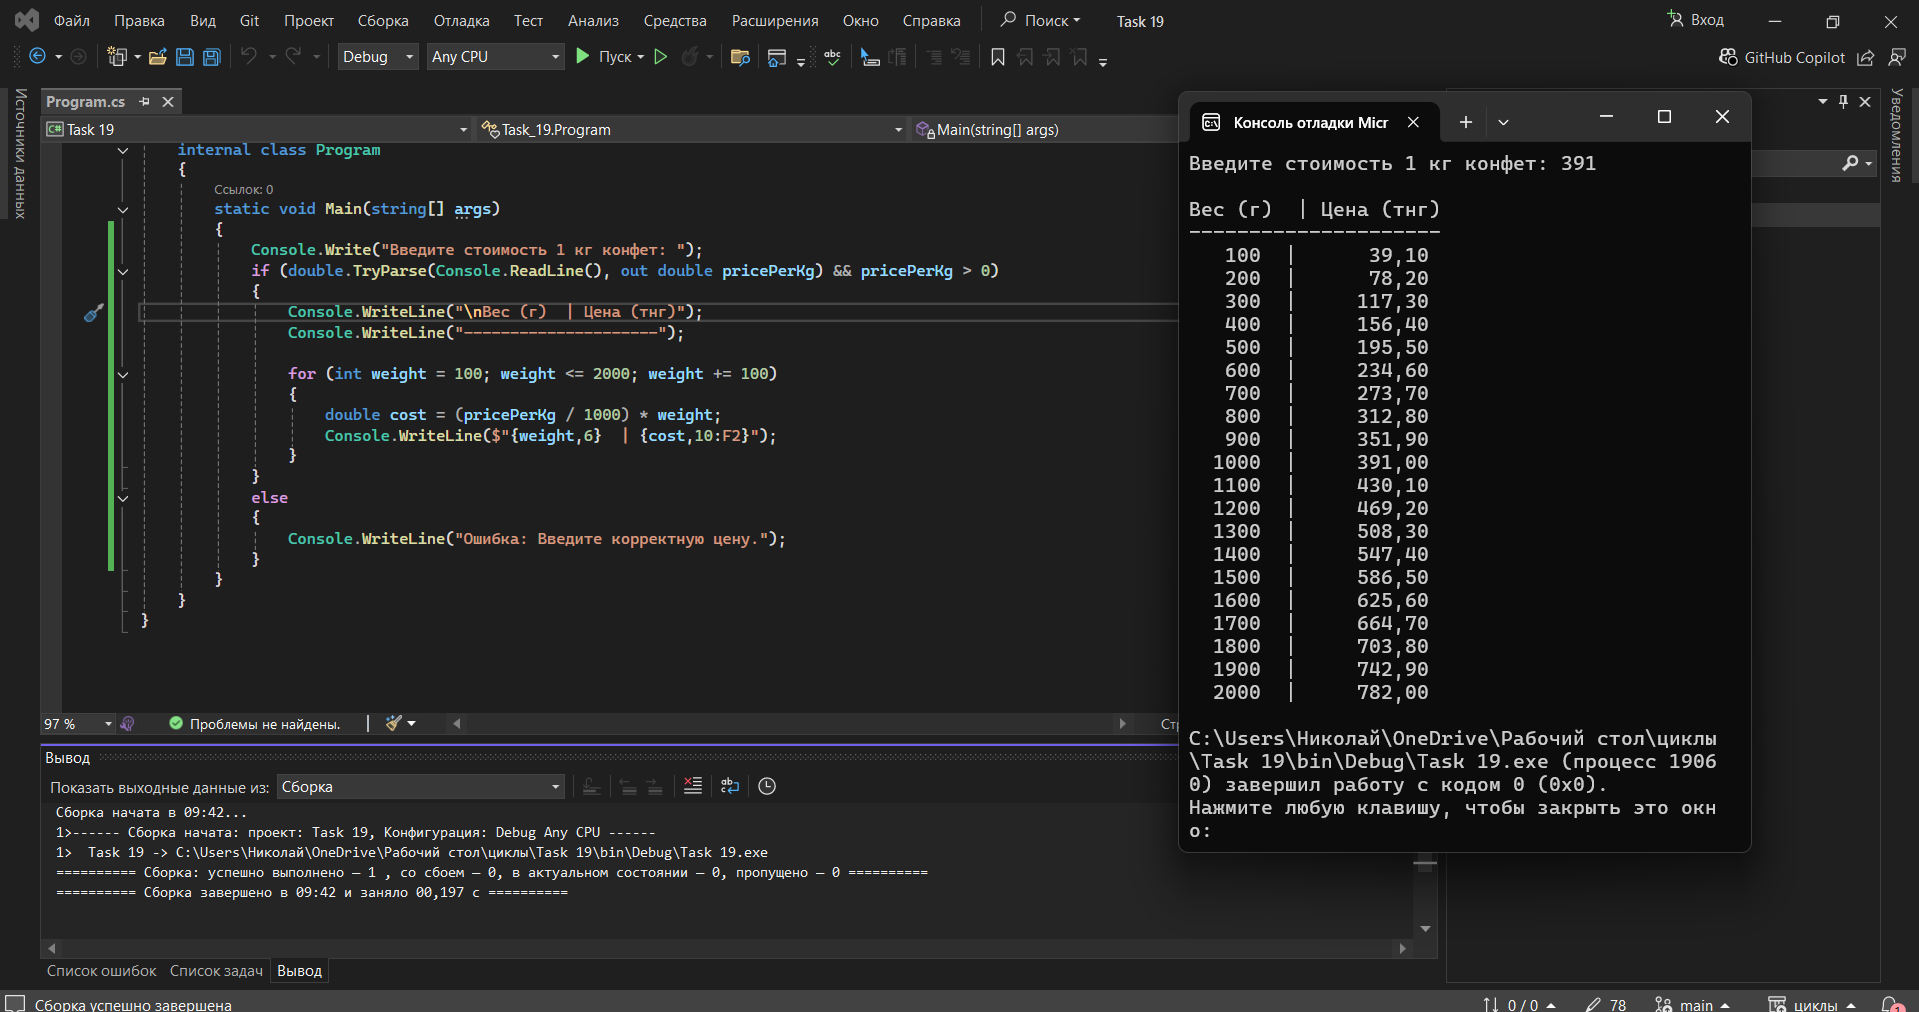 Файл Правка Вид Git Проект Сборка Отладка Тест Анализ Средства Расширения Окно Справка Поиск Task 19 Вход
Debug Any CPU Пуск GitHub Copilot
Источники данных
Program.cs
Task 19 Task_19.Program Main(string[] args)
internal class Program
{
Ссылок: 0
static void Main(string[] args)
{
Console.Write("Введите стоимость 1 кг конфет: ");
if (double.TryParse(Console.ReadLine(), out double pricePerKg) && pricePerKg > 0)
{
Console.WriteLine("\nВес (г)  | Цена (тнг)");
Console.WriteLine("---------------------");
for (int weight = 100; weight <= 2000; weight += 100)
{
double cost = (pricePerKg / 1000) * weight;
Console.WriteLine($"{weight,6}  | {cost,10:F2}");
}
}
else
{
Console.WriteLine("Ошибка: Введите корректную цену.");
}
}
}
}
97 % Проблемы не найдены. Ст
Вывод
Показать выходные данные из: Сборка
Сборка начата в 09:42...
1>------ Сборка начата: проект: Task 19, Конфигурация: Debug Any CPU ------
1>  Task 19 -> C:\Users\Николай\OneDrive\Рабочий стол\циклы\Task 19\bin\Debug\Task 19.exe
========== Сборка: успешно выполнено — 1 , со сбоем — 0, в актуальном состоянии — 0, пропущено — 0 ==========
========== Сборка завершено в 09:42 и заняло 00,197 с ==========
Список ошибок Список задач Вывод
Сборка успешно завершена 0 / 0 78 main циклы 1
Консоль отладки Micr
Введите стоимость 1 кг конфет: 391
Вес (г)  | Цена (тнг)
---------------------
100  | 39,10
200  | 78,20
300  | 117,30
400  | 156,40
500  | 195,50
600  | 234,60
700  | 273,70
800  | 312,80
900  | 351,90
1000  | 391,00
1100  | 430,10
1200  | 469,20
1300  | 508,30
1400  | 547,40
1500  | 586,50
1600  | 625,60
1700  | 664,70
1800  | 703,80
1900  | 742,90
2000  | 782,00
C:\Users\Николай\OneDrive\Рабочий стол\циклы
\Task 19\bin\Debug\Task 19.exe (процесс 1906
0) завершил работу с кодом 0 (0x0).
Нажмите любую клавишу, чтобы закрыть это окн
о:
Уведомления